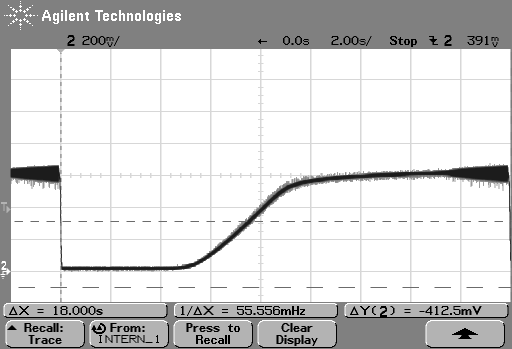 Agilent Technologies
2 200mV/ ← 0.0s 2.00s/ Stop 2 391mV
T
2
ΔX = 18.000s 1/ΔX = 55.556mHz ΔY(2) = -412.5mV
Recall: Trace From: INTERN_1 Press to Recall Clear Display